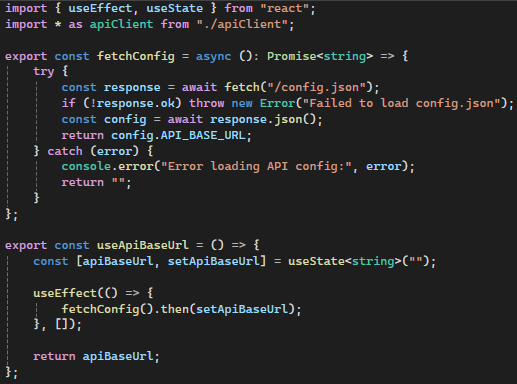 import { useEffect, useState } from "react";
import * as apiClient from "./apiClient";

export const fetchConfig = async (): Promise<string> => {
    try {
        const response = await fetch("/config.json");
        if (!response.ok) throw new Error("Failed to load config.json");
        const config = await response.json();
        return config.API_BASE_URL;
    } catch (error) {
        console.error("Error loading API config:", error);
        return "";
    }
};

export const useApiBaseUrl = () => {
    const [apiBaseUrl, setApiBaseUrl] = useState<string>("");

    useEffect(() => {
        fetchConfig().then(setApiBaseUrl);
    }, []);

    return apiBaseUrl;
};